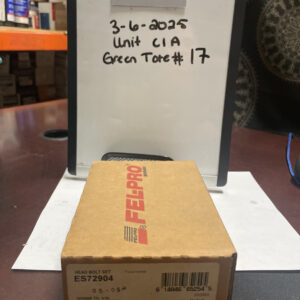 3-6-2025
Unit C1A
Green Tote # 17
FEL-PRO
HEAD BOLT SET
ES72904